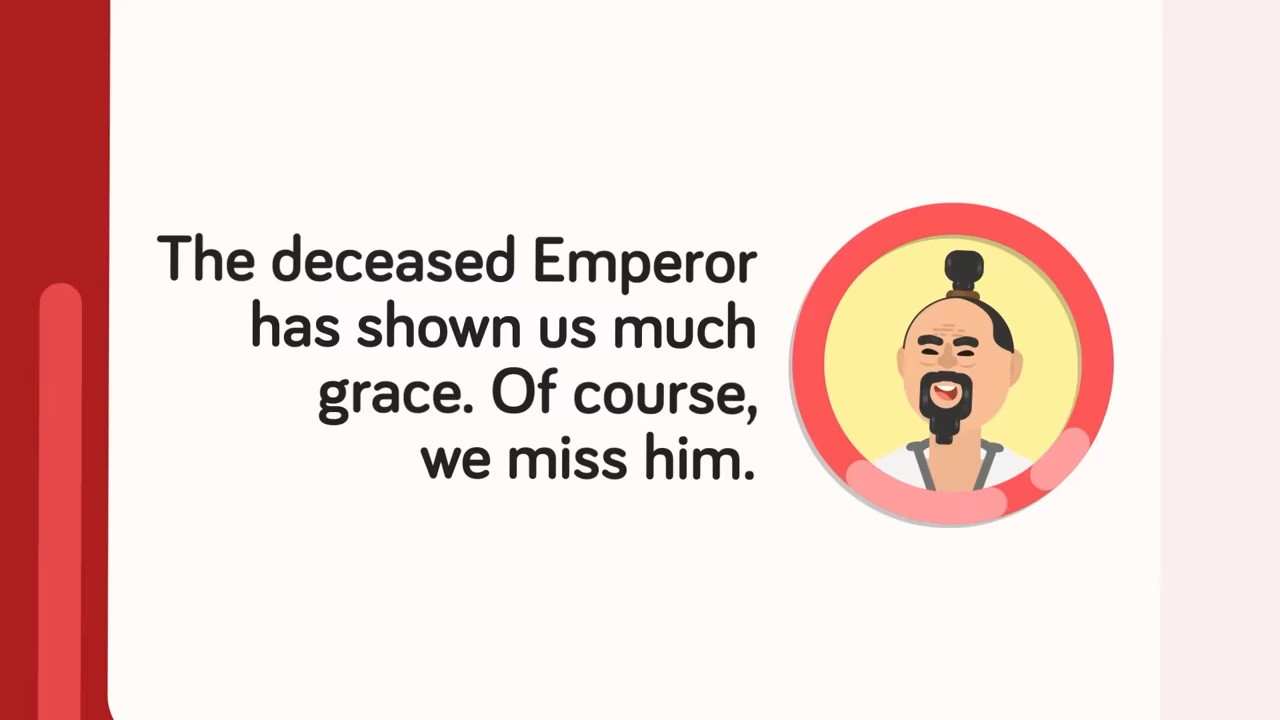 The deceased Emperor
has shown us much
grace. Of course,
we miss him.